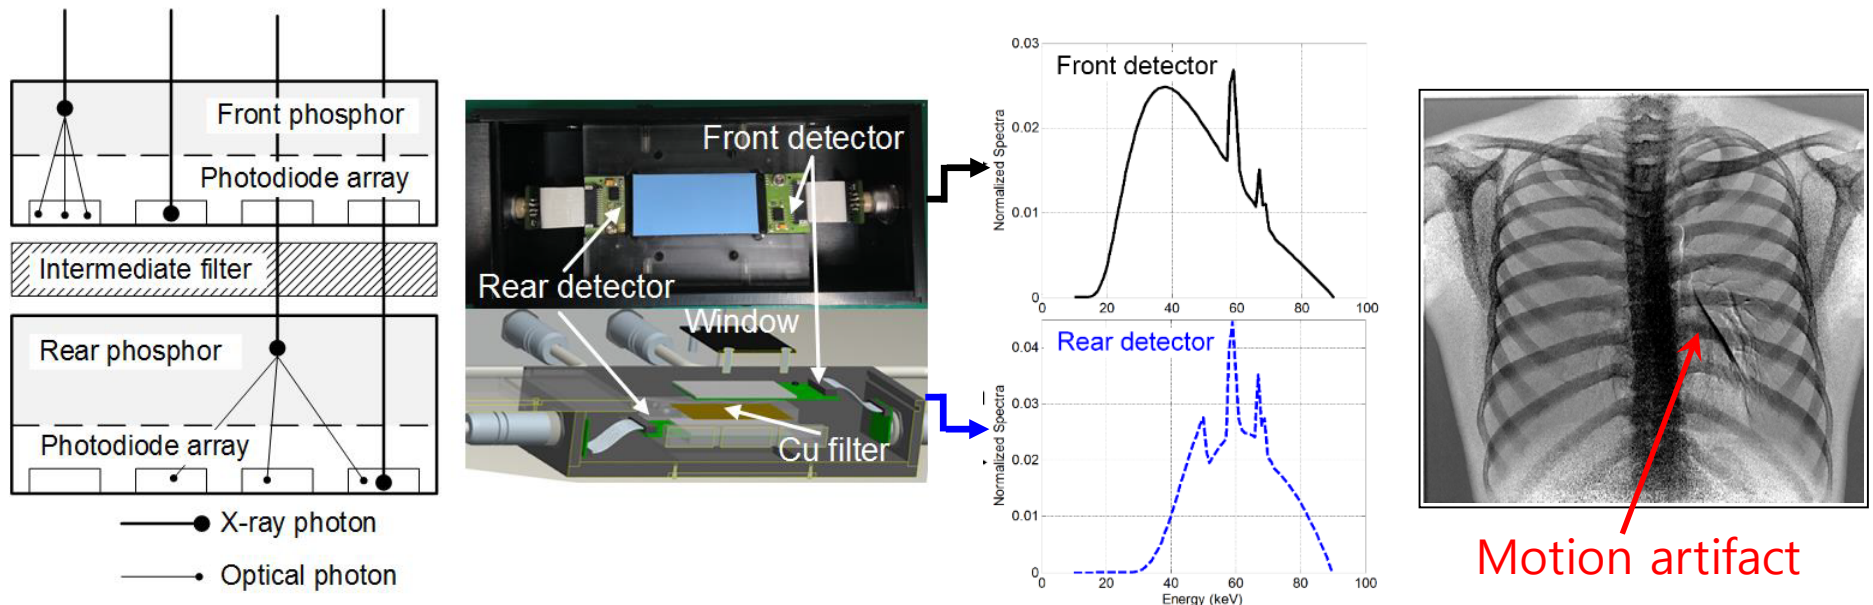 Front phosphor
Photodiode array
Intermediate filter
Rear phosphor
Photodiode array
X-ray photon
Optical photon
Front detector
Rear detector
Window
Cu filter
Front detector
Normalized Spectra
0.03
0.02
0.01
0
0
20
40
60
80
100
Rear detector
Normalized Spectra
0.04
0.03
0.02
0.01
0
0
20
40
60
80
100
Energy (keV)
Motion artifact